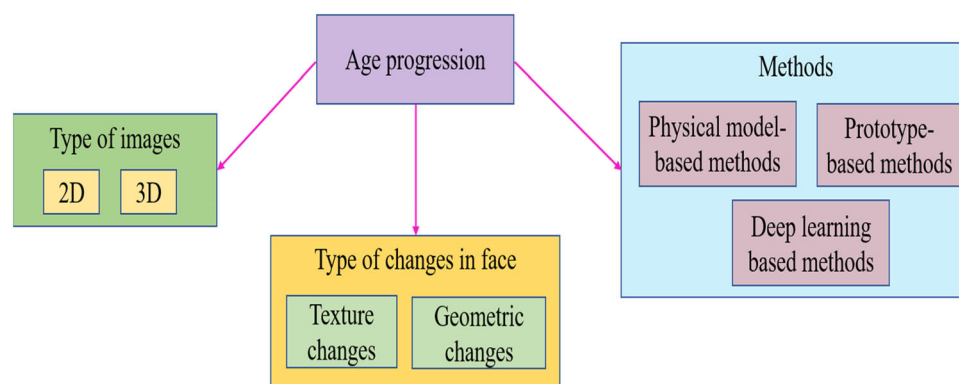 Age progression
Type of images
2D
3D
Type of changes in face
Texture
changes
Geometric
changes
Methods
Physical model-
based methods
Prototype-
based methods
Deep learning
based methods